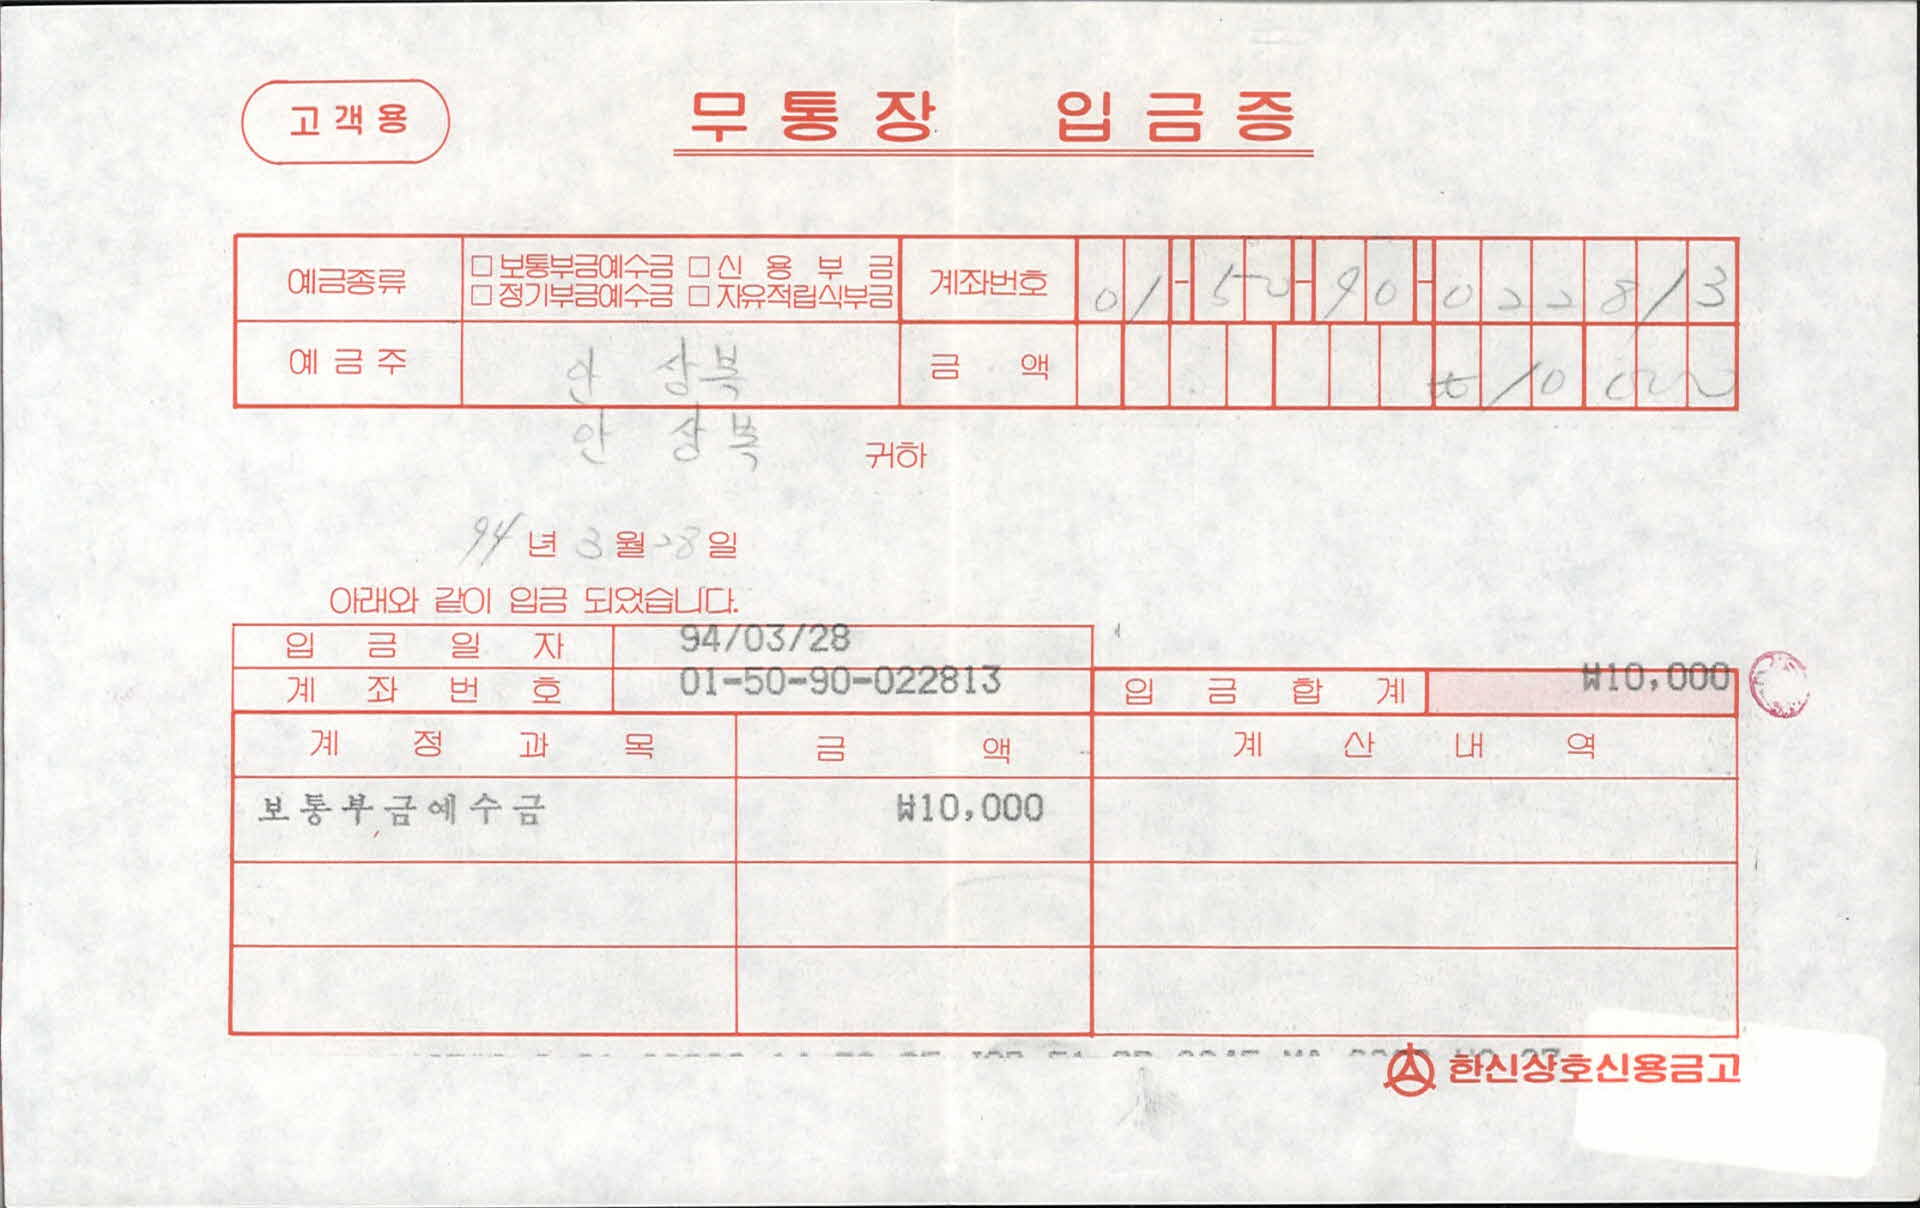 고객용
무통장 입금증
예금종류 □ 보통부금예수금 □ 신용부금 계좌번호 01-50-90-022813
□ 정기부금예수금 □ 자유적립식부금
예금주 안 상복 금액 ₩10000
안 상복 귀하
94년 3월 28일
아래와 같이 입금 되었습니다.
입금일자 94/03/28
계좌번호 01-50-90-022813 입금합계 ₩10,000
계정과목 금액 계산내역
보통부금예수금 ₩10,000
한신상호신용금고